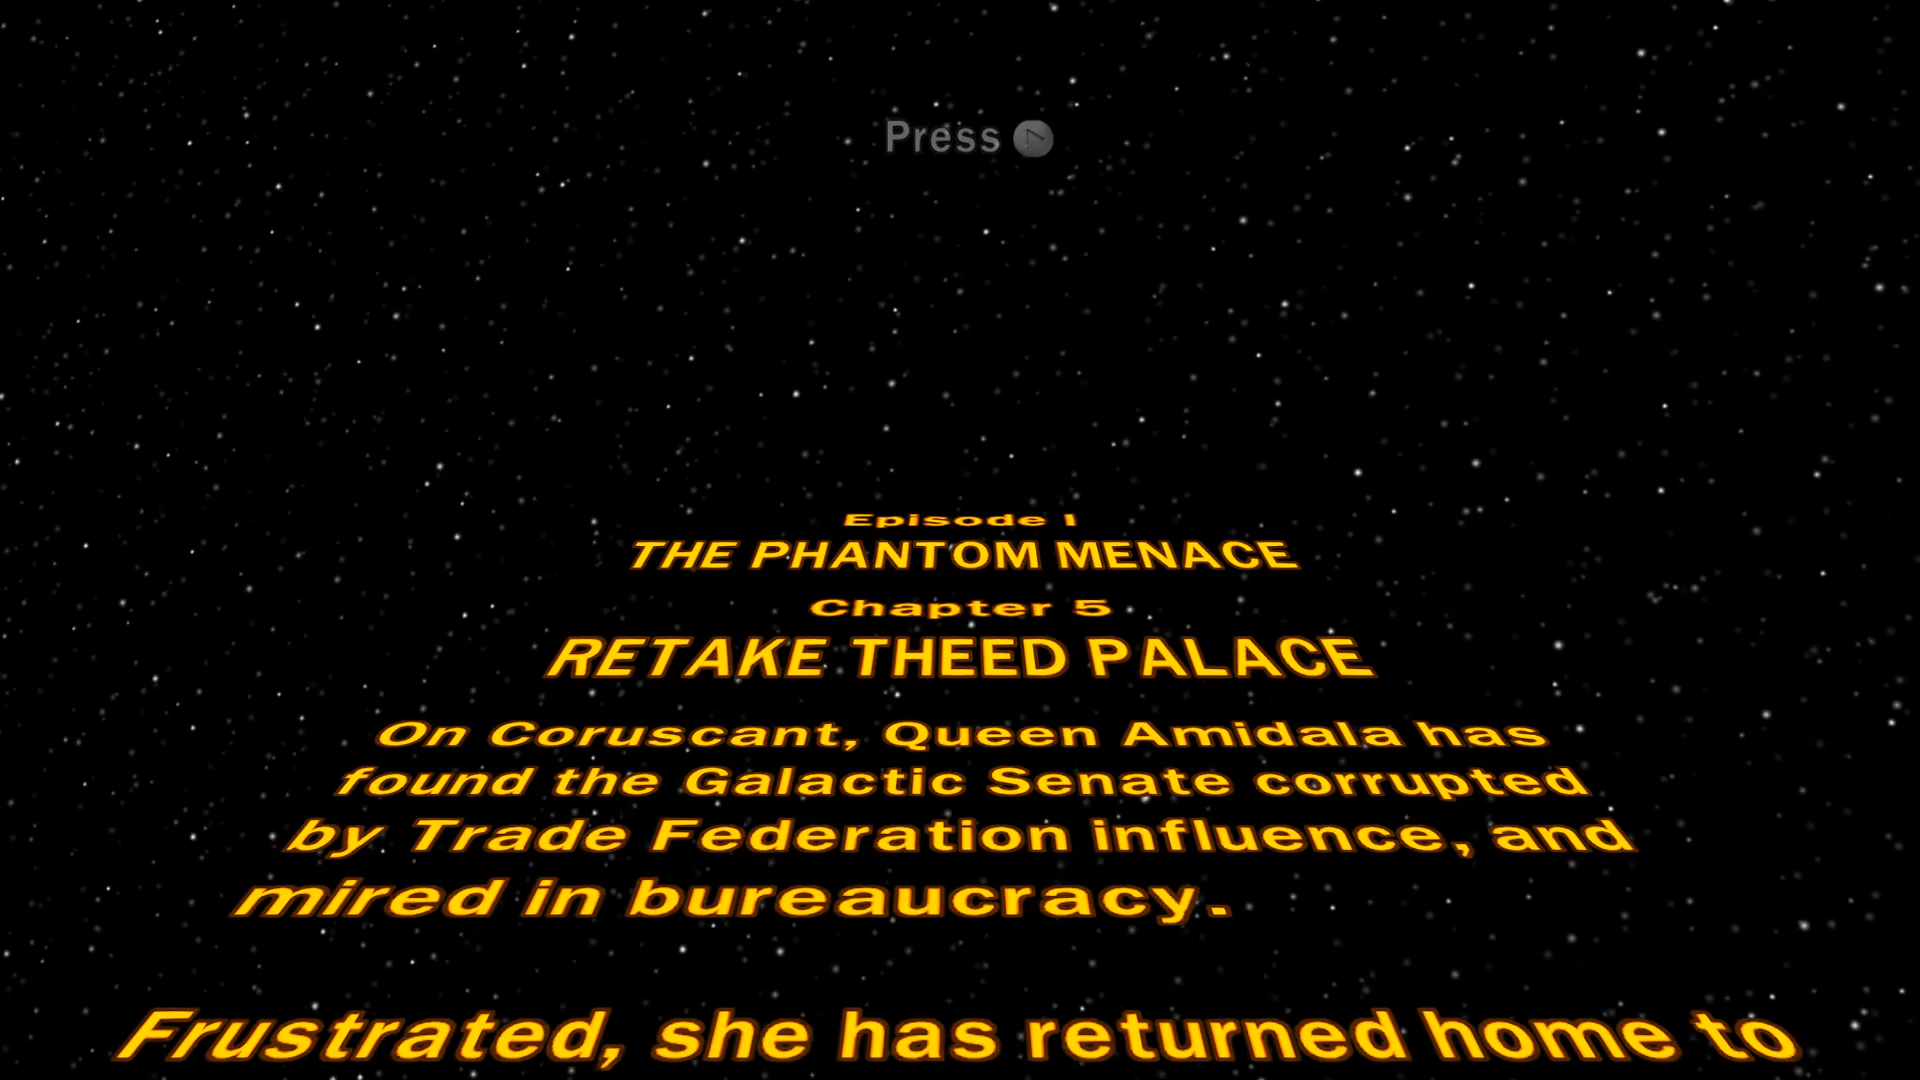 Press
Episode I
THE PHANTOM MENACE
Chapter 5
RETAKE THEED PALACE
On Coruscant, Queen Amidala has
found the Galactic Senate corrupted
by Trade Federation influence, and
mired in bureaucracy.
Frustrated, she has returned home to